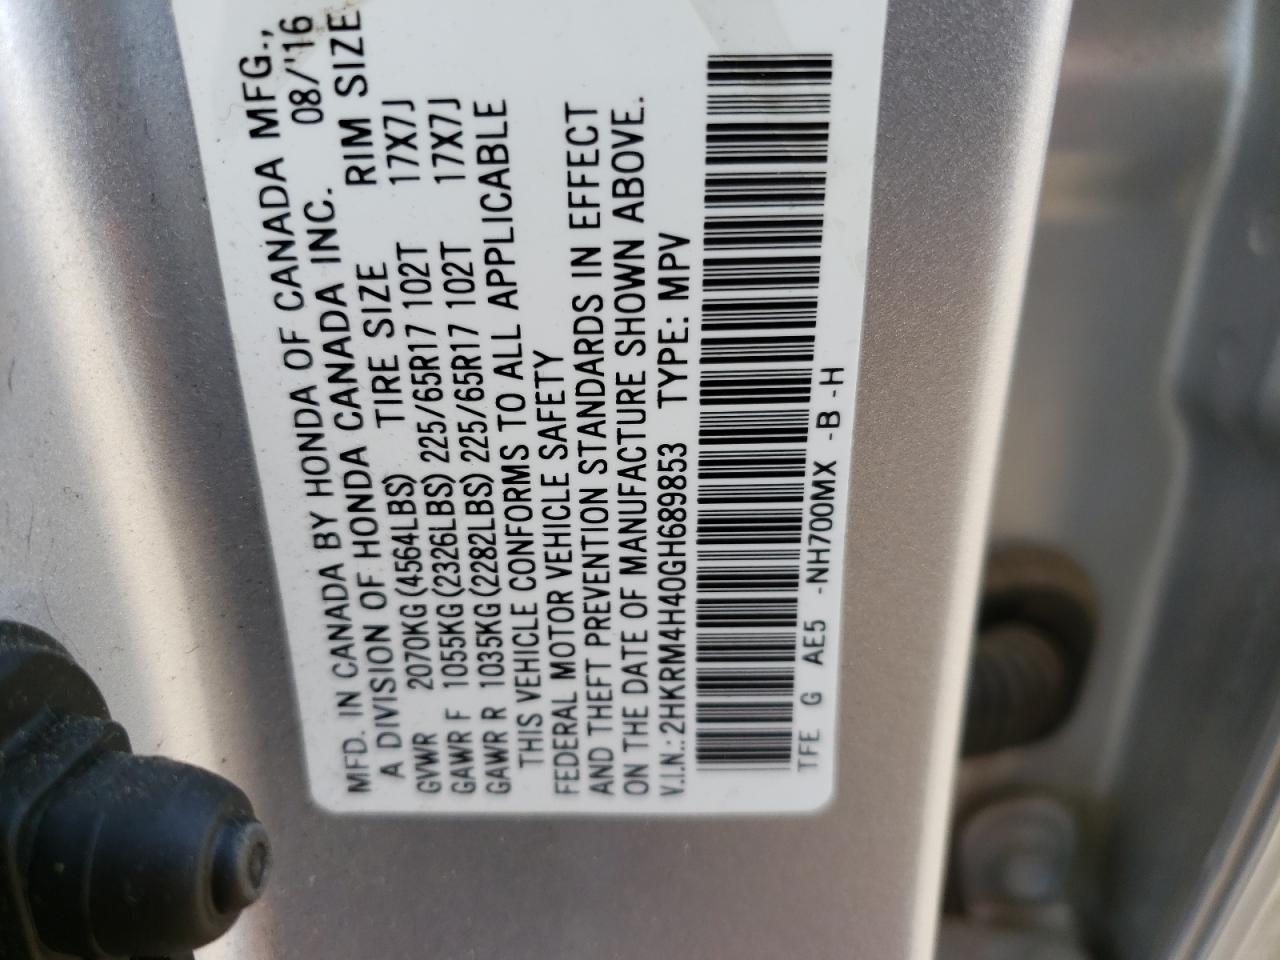 MFD. IN CANADA BY HONDA OF CANADA MFG.,
A DIVISION OF HONDA CANADA INC. 08/'16
TIRE SIZE RIM SIZE
GVWR 2070KG(4564LBS)
GAWR F 1055KG(2326LBS) 225/65R17 102T 17X7J
GAWR R 1035KG(2282LBS) 225/65R17 102T 17X7J
THIS VEHICLE CONFORMS TO ALL APPLICABLE
FEDERAL MOTOR VEHICLE SAFETY
AND THEFT PREVENTION STANDARDS IN EFFECT
ON THE DATE OF MANUFACTURE SHOWN ABOVE.
V.I.N.: 2HKRM4H40GH689853 TYPE: MPV
TFE G AE5 -NH700MX -B -H